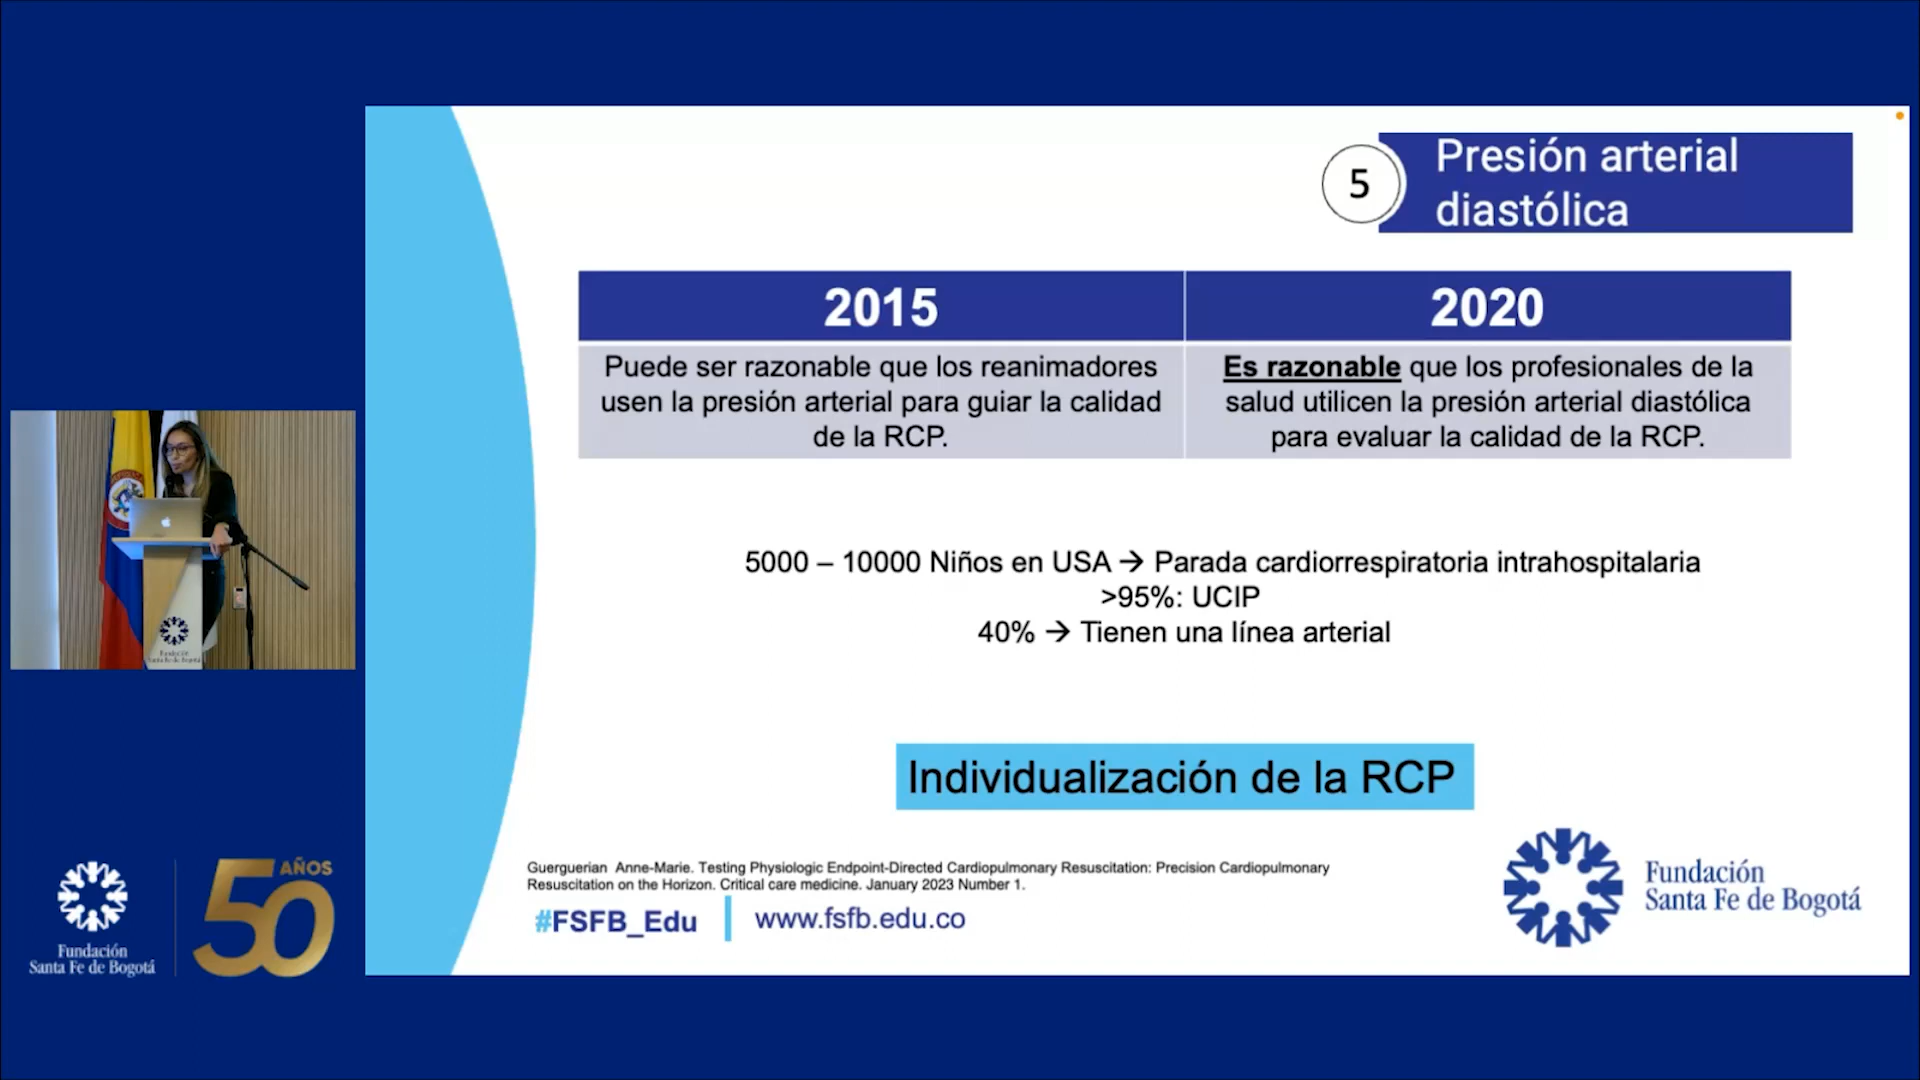 5
Presión arterial
diastólica
2015
2020
Puede ser razonable que los reanimadores
usen la presión arterial para guiar la calidad
de la RCP.
Es razonable que los profesionales de la
salud utilicen la presión arterial diastólica
para evaluar la calidad de la RCP.
5000 – 10000 Niños en USA → Parada cardiorrespiratoria intrahospitalaria
>95%: UCIP
40% → Tienen una línea arterial
Individualización de la RCP
Guerguerian Anne-Marie. Testing Physiologic Endpoint-Directed Cardiopulmonary Resuscitation: Precision Cardiopulmonary
Resuscitation on the Horizon. Critical care medicine. January 2023 Number 1.
#FSFB_Edu
www.fsfb.edu.co
Fundación
Santa Fe de Bogotá
Fundación
Santa Fe de Bogotá
50 AÑOS
Fundación
Santa Fe de Bogotá